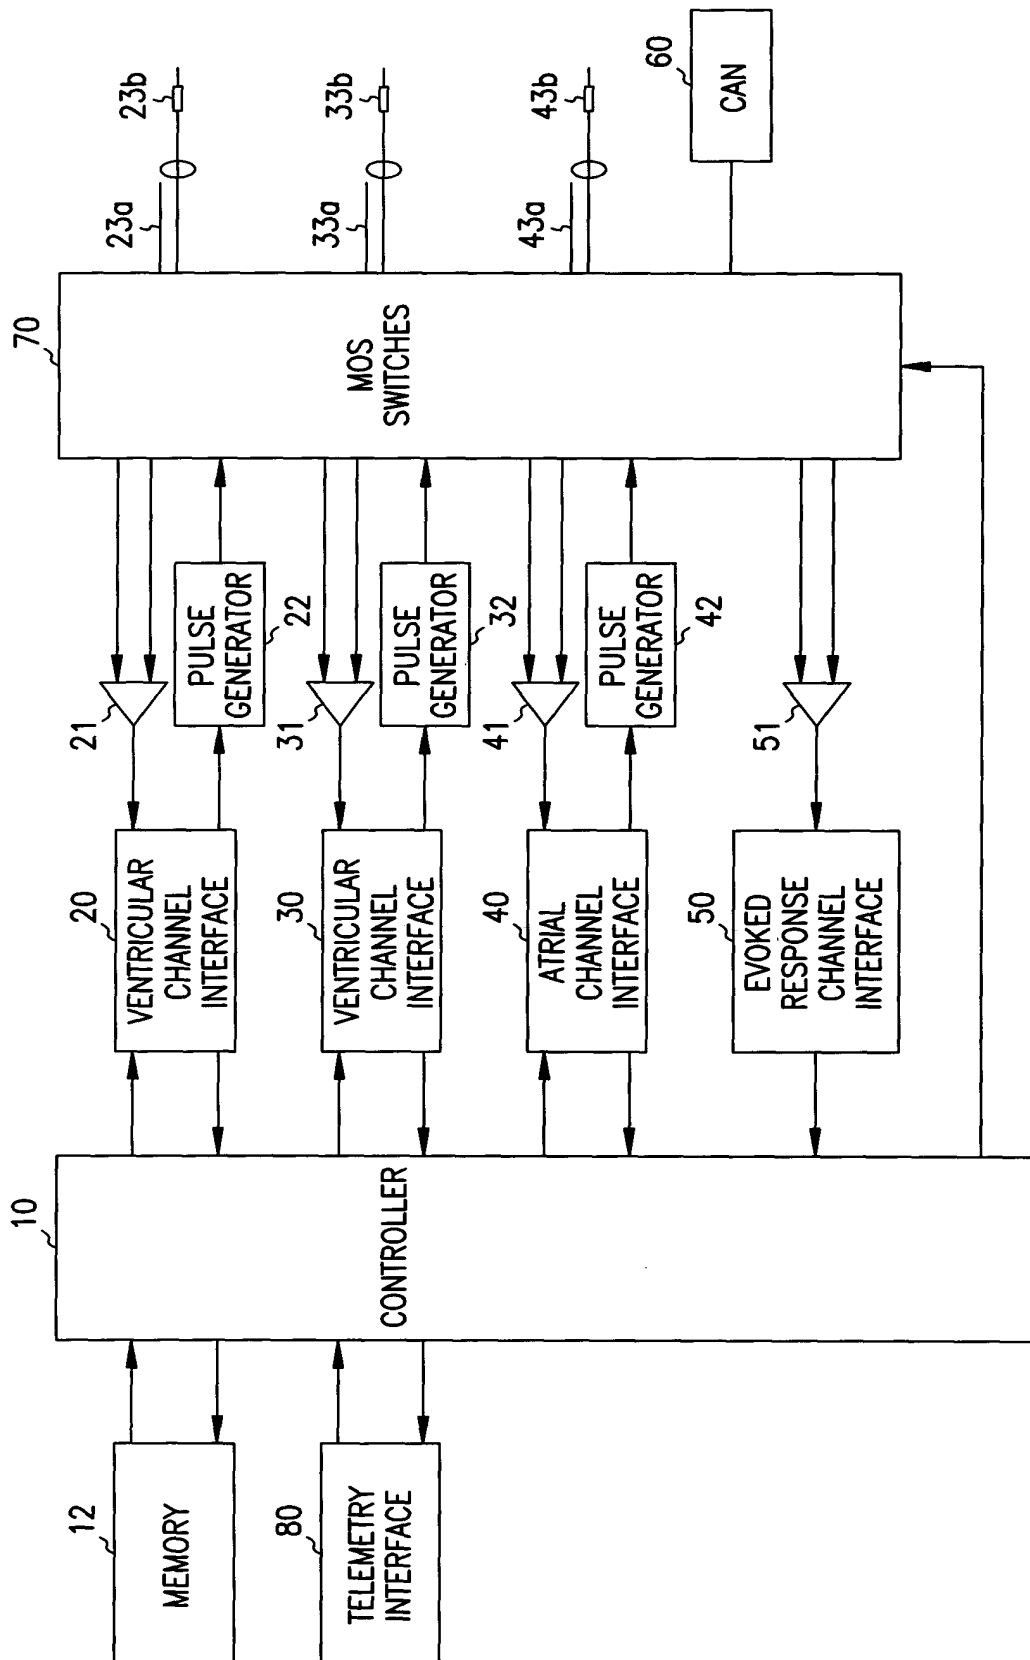 12
MEMORY
80
TELEMETRY
INTERFACE
10
CONTROLLER
20
VENTRICULAR
CHANNEL
INTERFACE
21
PULSE
GENERATOR
22
30
VENTRICULAR
CHANNEL
INTERFACE
31
PULSE
GENERATOR
32
40
ATRIAL
CHANNEL
INTERFACE
41
PULSE
GENERATOR
42
50
EVOKED
RESPONSE
CHANNEL
INTERFACE
51
70
MOS
SWITCHES
23a
23b
33a
33b
43a
43b
60
CAN